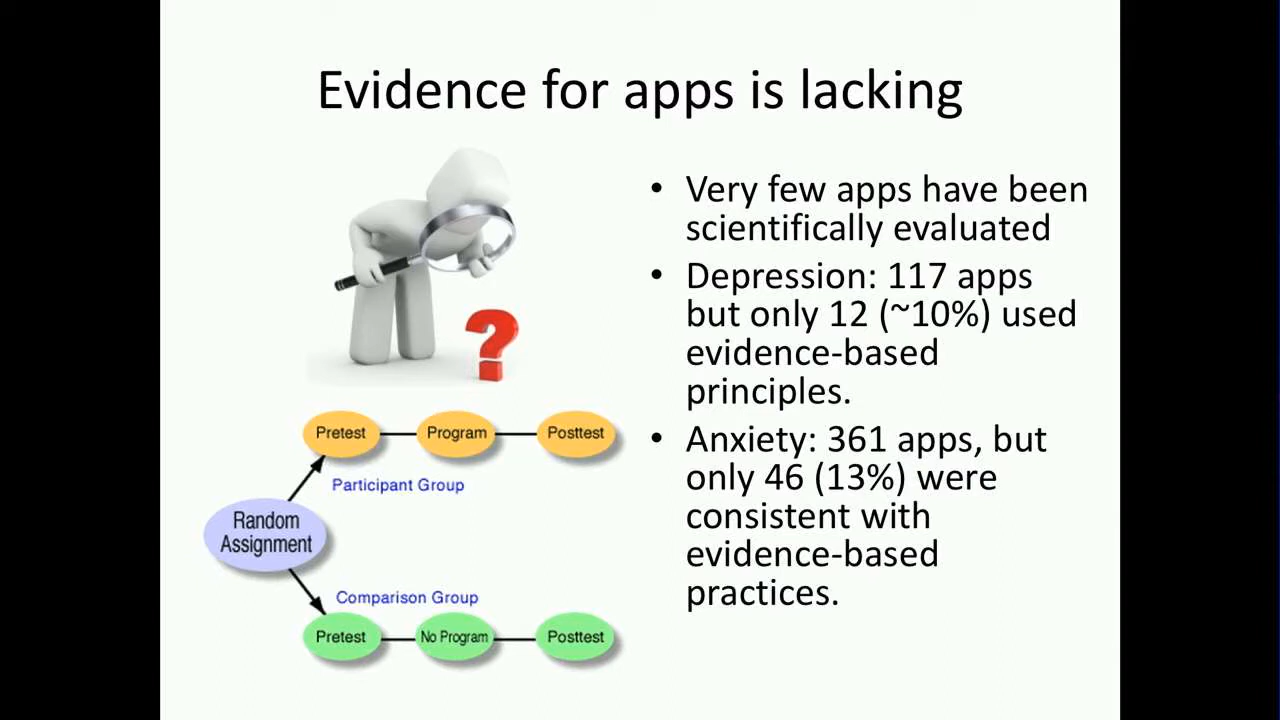 Evidence for apps is lacking
• Very few apps have been
scientifically evaluated
• Depression: 117 apps
but only 12 (~10%) used
evidence-based
principles.
• Anxiety: 361 apps, but
only 46 (13%) were
consistent with
evidence-based
practices.
Pretest
Program
Posttest
Participant Group
Random
Assignment
Comparison Group
Pretest
No Program
Posttest